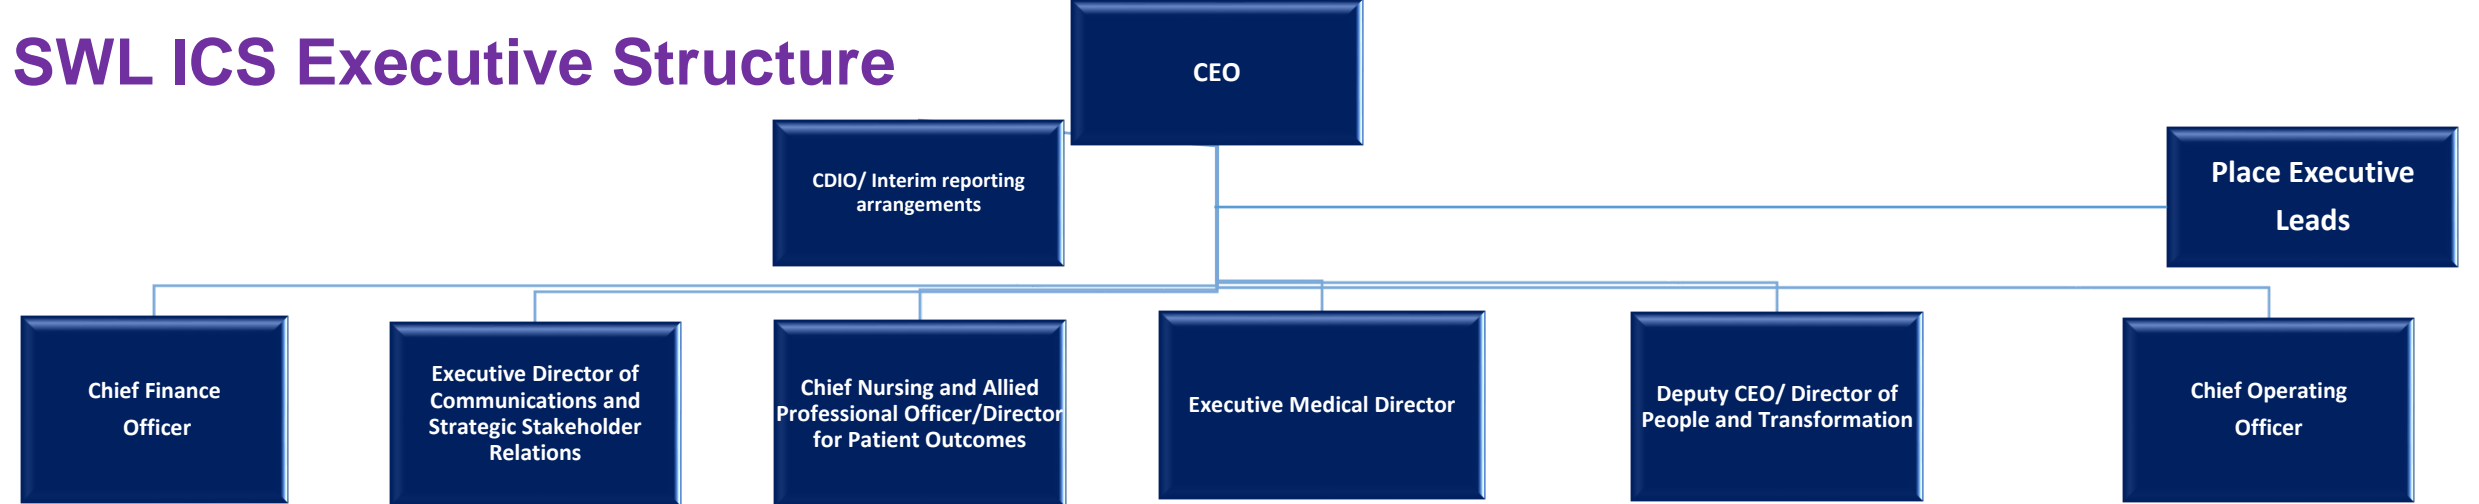 SWL ICS Executive Structure
CEO
CDIO/ Interim reporting
arrangements
Place Executive
Leads
Chief Finance
Officer
Executive Director of
Communications and
Strategic Stakeholder
Relations
Chief Nursing and Allied
Professional Officer/Director
for Patient Outcomes
Executive Medical Director
Deputy CEO/ Director of
People and Transformation
Chief Operating
Officer